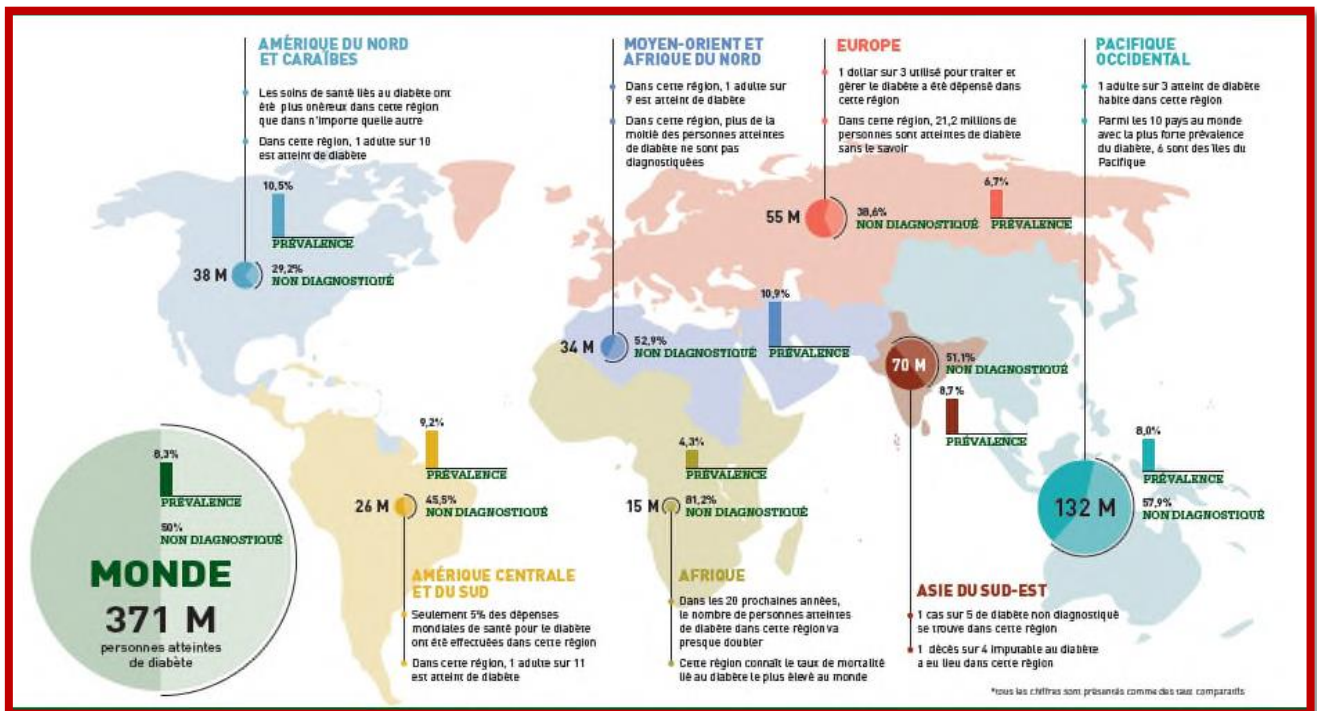 AMÉRIQUE DU NORD
ET CARAÏBES
Les soins de santé liés au diabète ont
été plus onéreux dans cette région
que dans n'importe quelle autre
Dans cette région, 1 adulte sur 10
est atteint de diabète
10,5%
PRÉVALENCE
38 M
29,2%
NON DIAGNOSTIQUÉ
MOYEN-ORIENT ET
AFRIQUE DU NORD
Dans cette région, 1 adulte sur
9 est atteint de diabète
Dans cette région, plus de la
moitié des personnes atteintes
de diabète ne sont pas
diagnostiquées
34 M
52,9%
NON DIAGNOSTIQUÉ
10,9%
PRÉVALENCE
EUROPE
1 dollar sur 3 utilisé pour traiter et
gérer le diabète a été dépensé dans
cette région
Dans cette région, 21,2 millions de
personnes sont atteintes de diabète
sans le savoir
55 M
38,6%
NON DIAGNOSTIQUÉ
6,7%
PRÉVALENCE
PACIFIQUE
OCCIDENTAL
1 adulte sur 3 atteint de diabète
habite dans cette région
Parmi les 10 pays au monde
avec la plus forte prévalence
du diabète, 6 sont des îles du
Pacifique
70 M
51,1%
NON DIAGNOSTIQUÉ
8,7%
PRÉVALENCE
8,0%
PRÉVALENCE
132 M
57,9%
NON DIAGNOSTIQUÉ
9,2%
PRÉVALENCE
26 M
45,5%
NON DIAGNOSTIQUÉ
4,3%
PRÉVALENCE
15 M
81,2%
NON DIAGNOSTIQUÉ
8,3%
PRÉVALENCE
50%
NON DIAGNOSTIQUÉ
MONDE
371 M
personnes atteintes
de diabète
AMÉRIQUE CENTRALE
ET DU SUD
Seulement 5% des dépenses
mondiales de santé pour le diabète
ont été effectuées dans cette région
Dans cette région, 1 adulte sur 11
est atteint de diabète
AFRIQUE
Dans les 20 prochaines années,
le nombre de personnes atteintes
de diabète dans cette région va
presque doubler
Cette région connaît le taux de mortalité
lié au diabète le plus élevé au monde
ASIE DU SUD-EST
1 cas sur 5 de diabète non diagnostiqué
se trouve dans cette région
1 décès sur 4 imputable au diabète
a eu lieu dans cette région
*tous les chiffres sont présentés comme des taux comparatifs